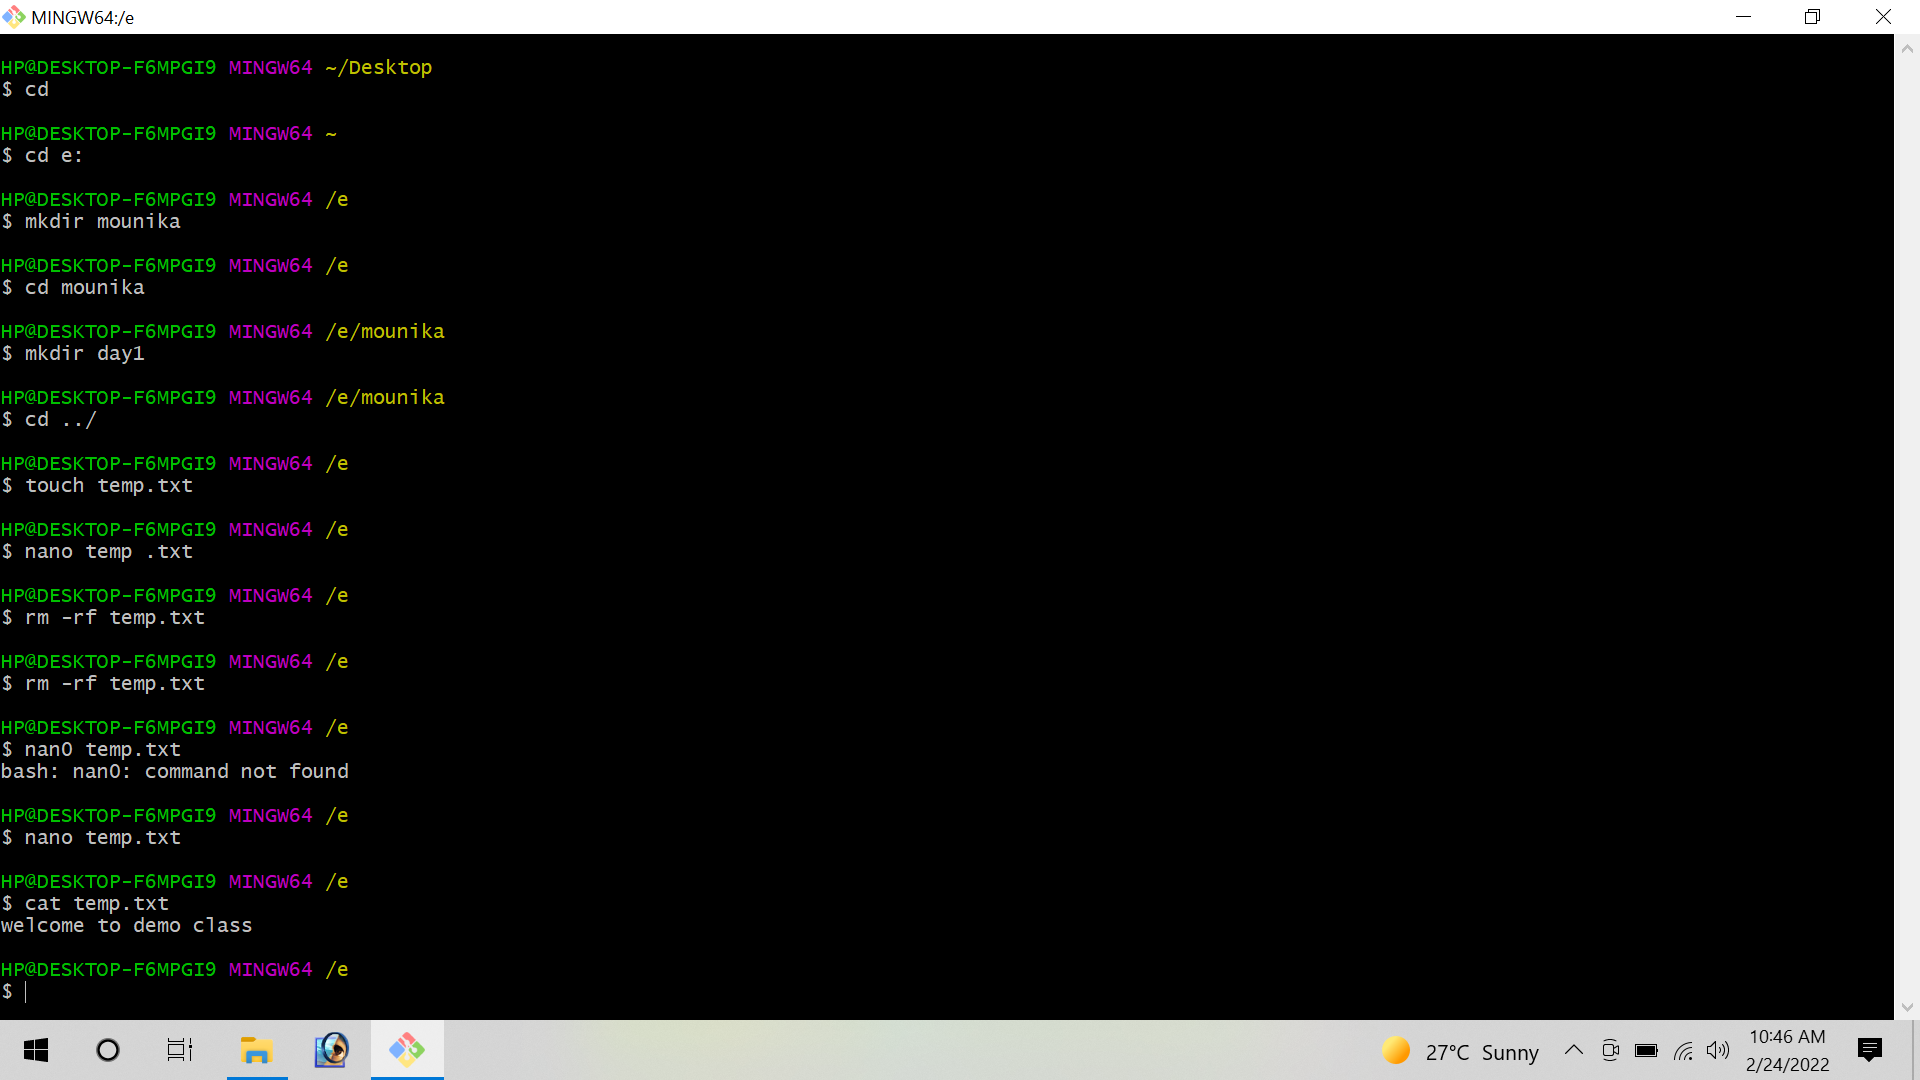 MINGW64:/e
HP@DESKTOP-F6MPGI9 MINGW64 ~/Desktop
$ cd
HP@DESKTOP-F6MPGI9 MINGW64 ~
$ cd e:
HP@DESKTOP-F6MPGI9 MINGW64 /e
$ mkdir mounika
HP@DESKTOP-F6MPGI9 MINGW64 /e
$ cd mounika
HP@DESKTOP-F6MPGI9 MINGW64 /e/mounika
$ mkdir day1
HP@DESKTOP-F6MPGI9 MINGW64 /e/mounika
$ cd ../
HP@DESKTOP-F6MPGI9 MINGW64 /e
$ touch temp.txt
HP@DESKTOP-F6MPGI9 MINGW64 /e
$ nano temp .txt
HP@DESKTOP-F6MPGI9 MINGW64 /e
$ rm -rf temp.txt
HP@DESKTOP-F6MPGI9 MINGW64 /e
$ rm -rf temp.txt
HP@DESKTOP-F6MPGI9 MINGW64 /e
$ nanO temp.txt
bash: nanO: command not found
HP@DESKTOP-F6MPGI9 MINGW64 /e
$ nano temp.txt
HP@DESKTOP-F6MPGI9 MINGW64 /e
$ cat temp.txt
welcome to demo class
HP@DESKTOP-F6MPGI9 MINGW64 /e
$
27°C Sunny
10:46 AM
2/24/2022